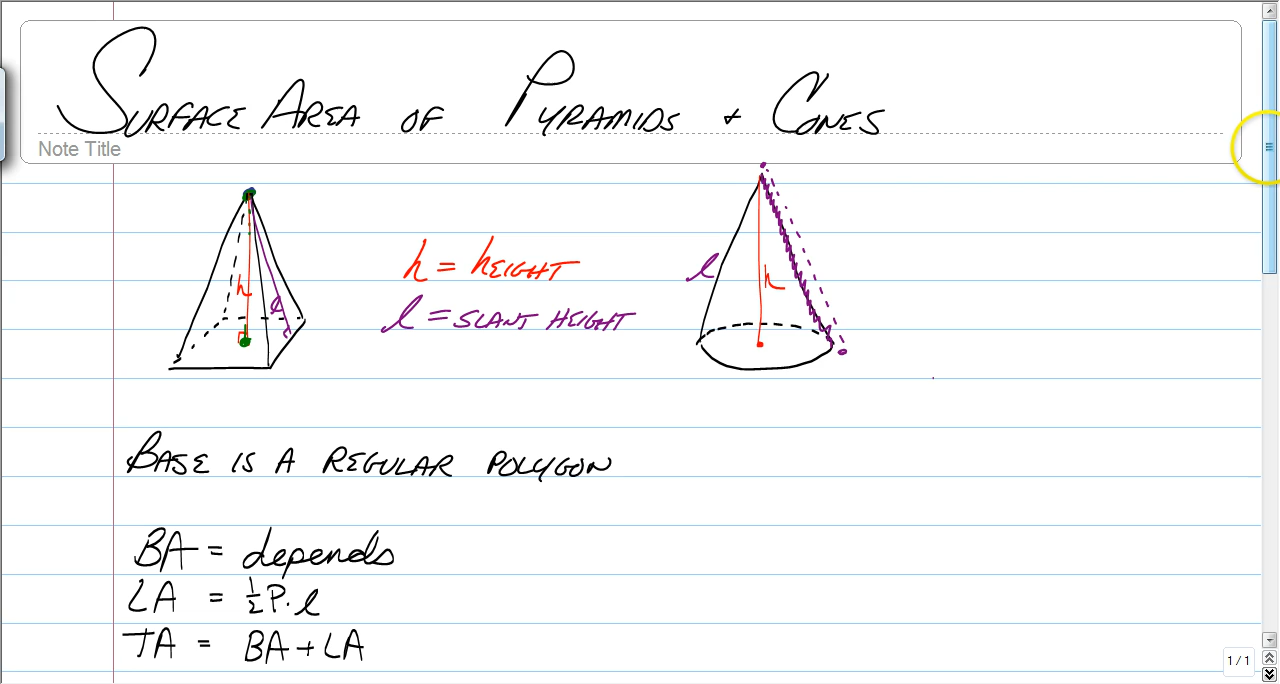 SURFACE AREA OF PYRAMIDS + CONES
Note Title
h = HEIGHT
l = SLANT HEIGHT
h
l
l
h
BASE IS A REGULAR POLYGON
BA = depends
LA = ½P·l
TA = BA + LA
1/1